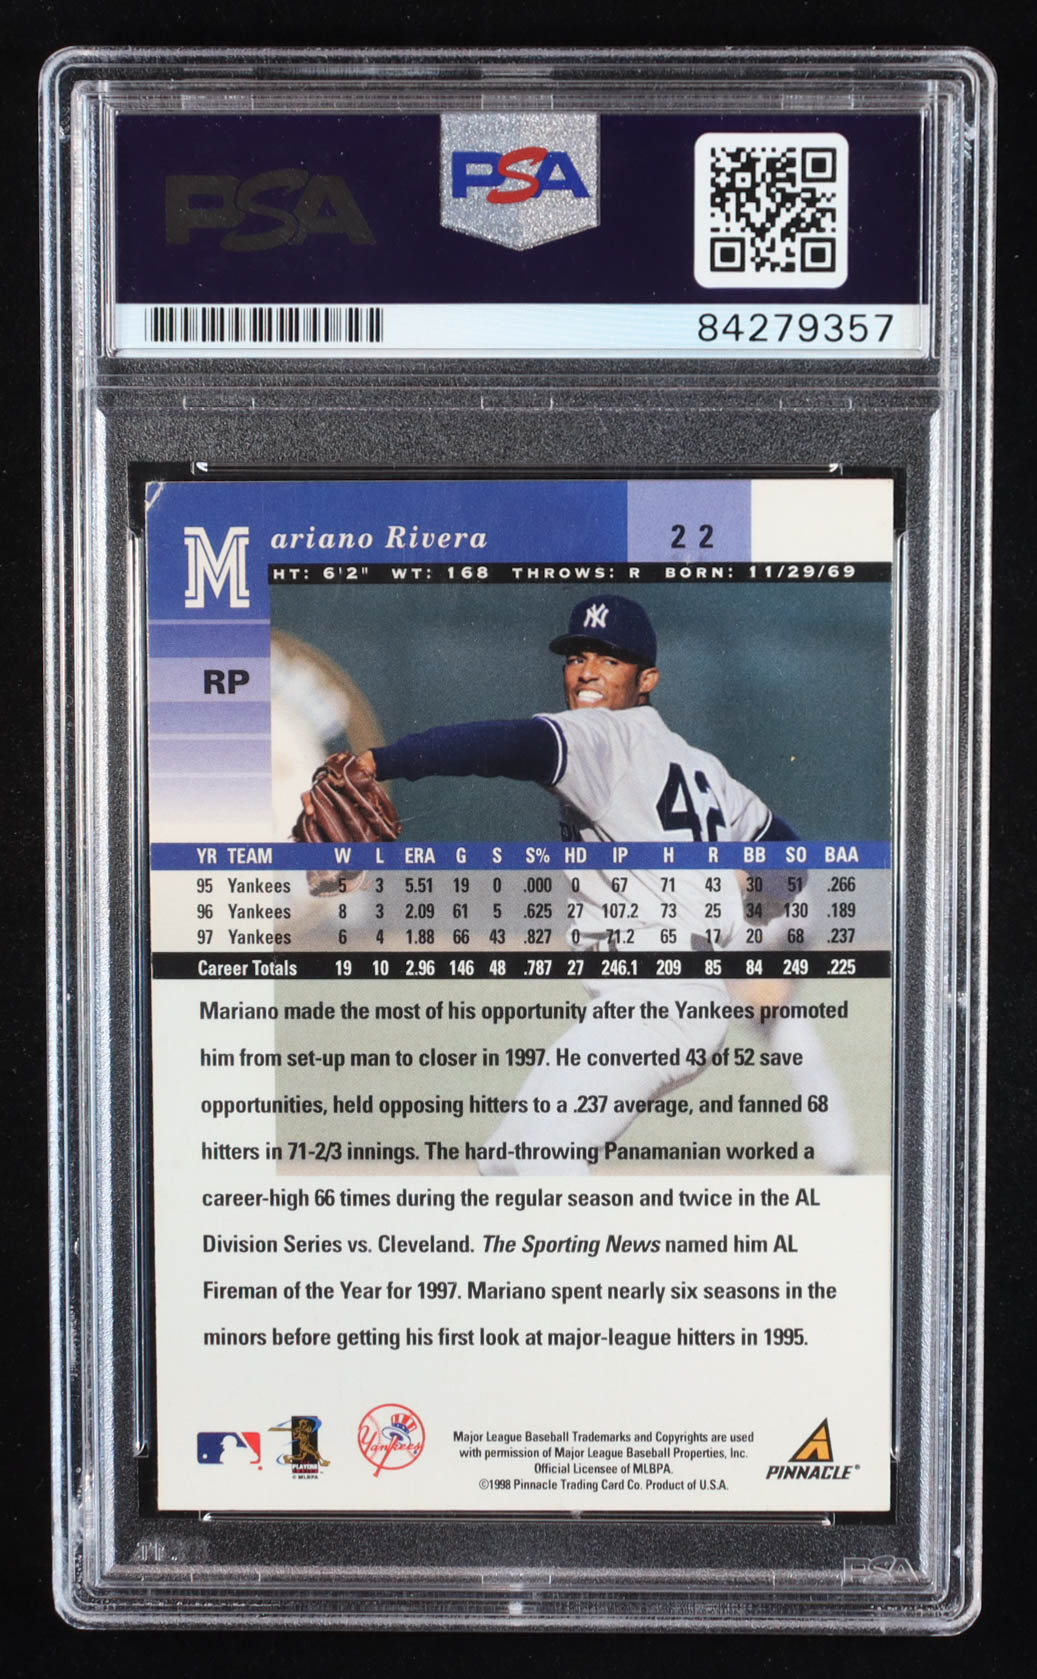 PSA
PSA
84279357
Mariano Rivera
22
HT: 6'2" WT: 168 THROWS: R BORN: 11/29/69
NY
RP
42
YR TEAM W L ERA G S S% HD IP H R BB SO BAA
95 Yankees 5 3 5.51 19 0 .000 0 67 71 43 30 51 .266
96 Yankees 8 3 2.09 61 5 .625 27 107.2 73 25 34 130 .189
97 Yankees 6 4 1.88 66 43 .827 0 71.2 65 17 20 68 .237
Career Totals 19 10 2.96 146 48 .787 27 246.1 209 85 84 249 .225
Mariano made the most of his opportunity after the Yankees promoted
him from set-up man to closer in 1997. He converted 43 of 52 save
opportunities, held opposing hitters to a .237 average, and fanned 68
hitters in 71-2/3 innings. The hard-throwing Panamanian worked a
career-high 66 times during the regular season and twice in the AL
Division Series vs. Cleveland. The Sporting News named him AL
Fireman of the Year for 1997. Mariano spent nearly six seasons in the
minors before getting his first look at major-league hitters in 1995.
PLAYERS
© MLBPA
Yankees
Major League Baseball Trademarks and Copyrights are used
with permission of Major League Baseball Properties, Inc.
Official Licensee of MLBPA.
©1998 Pinnacle Trading Card Co. Product of U.S.A.
PINNACLE®
PSA